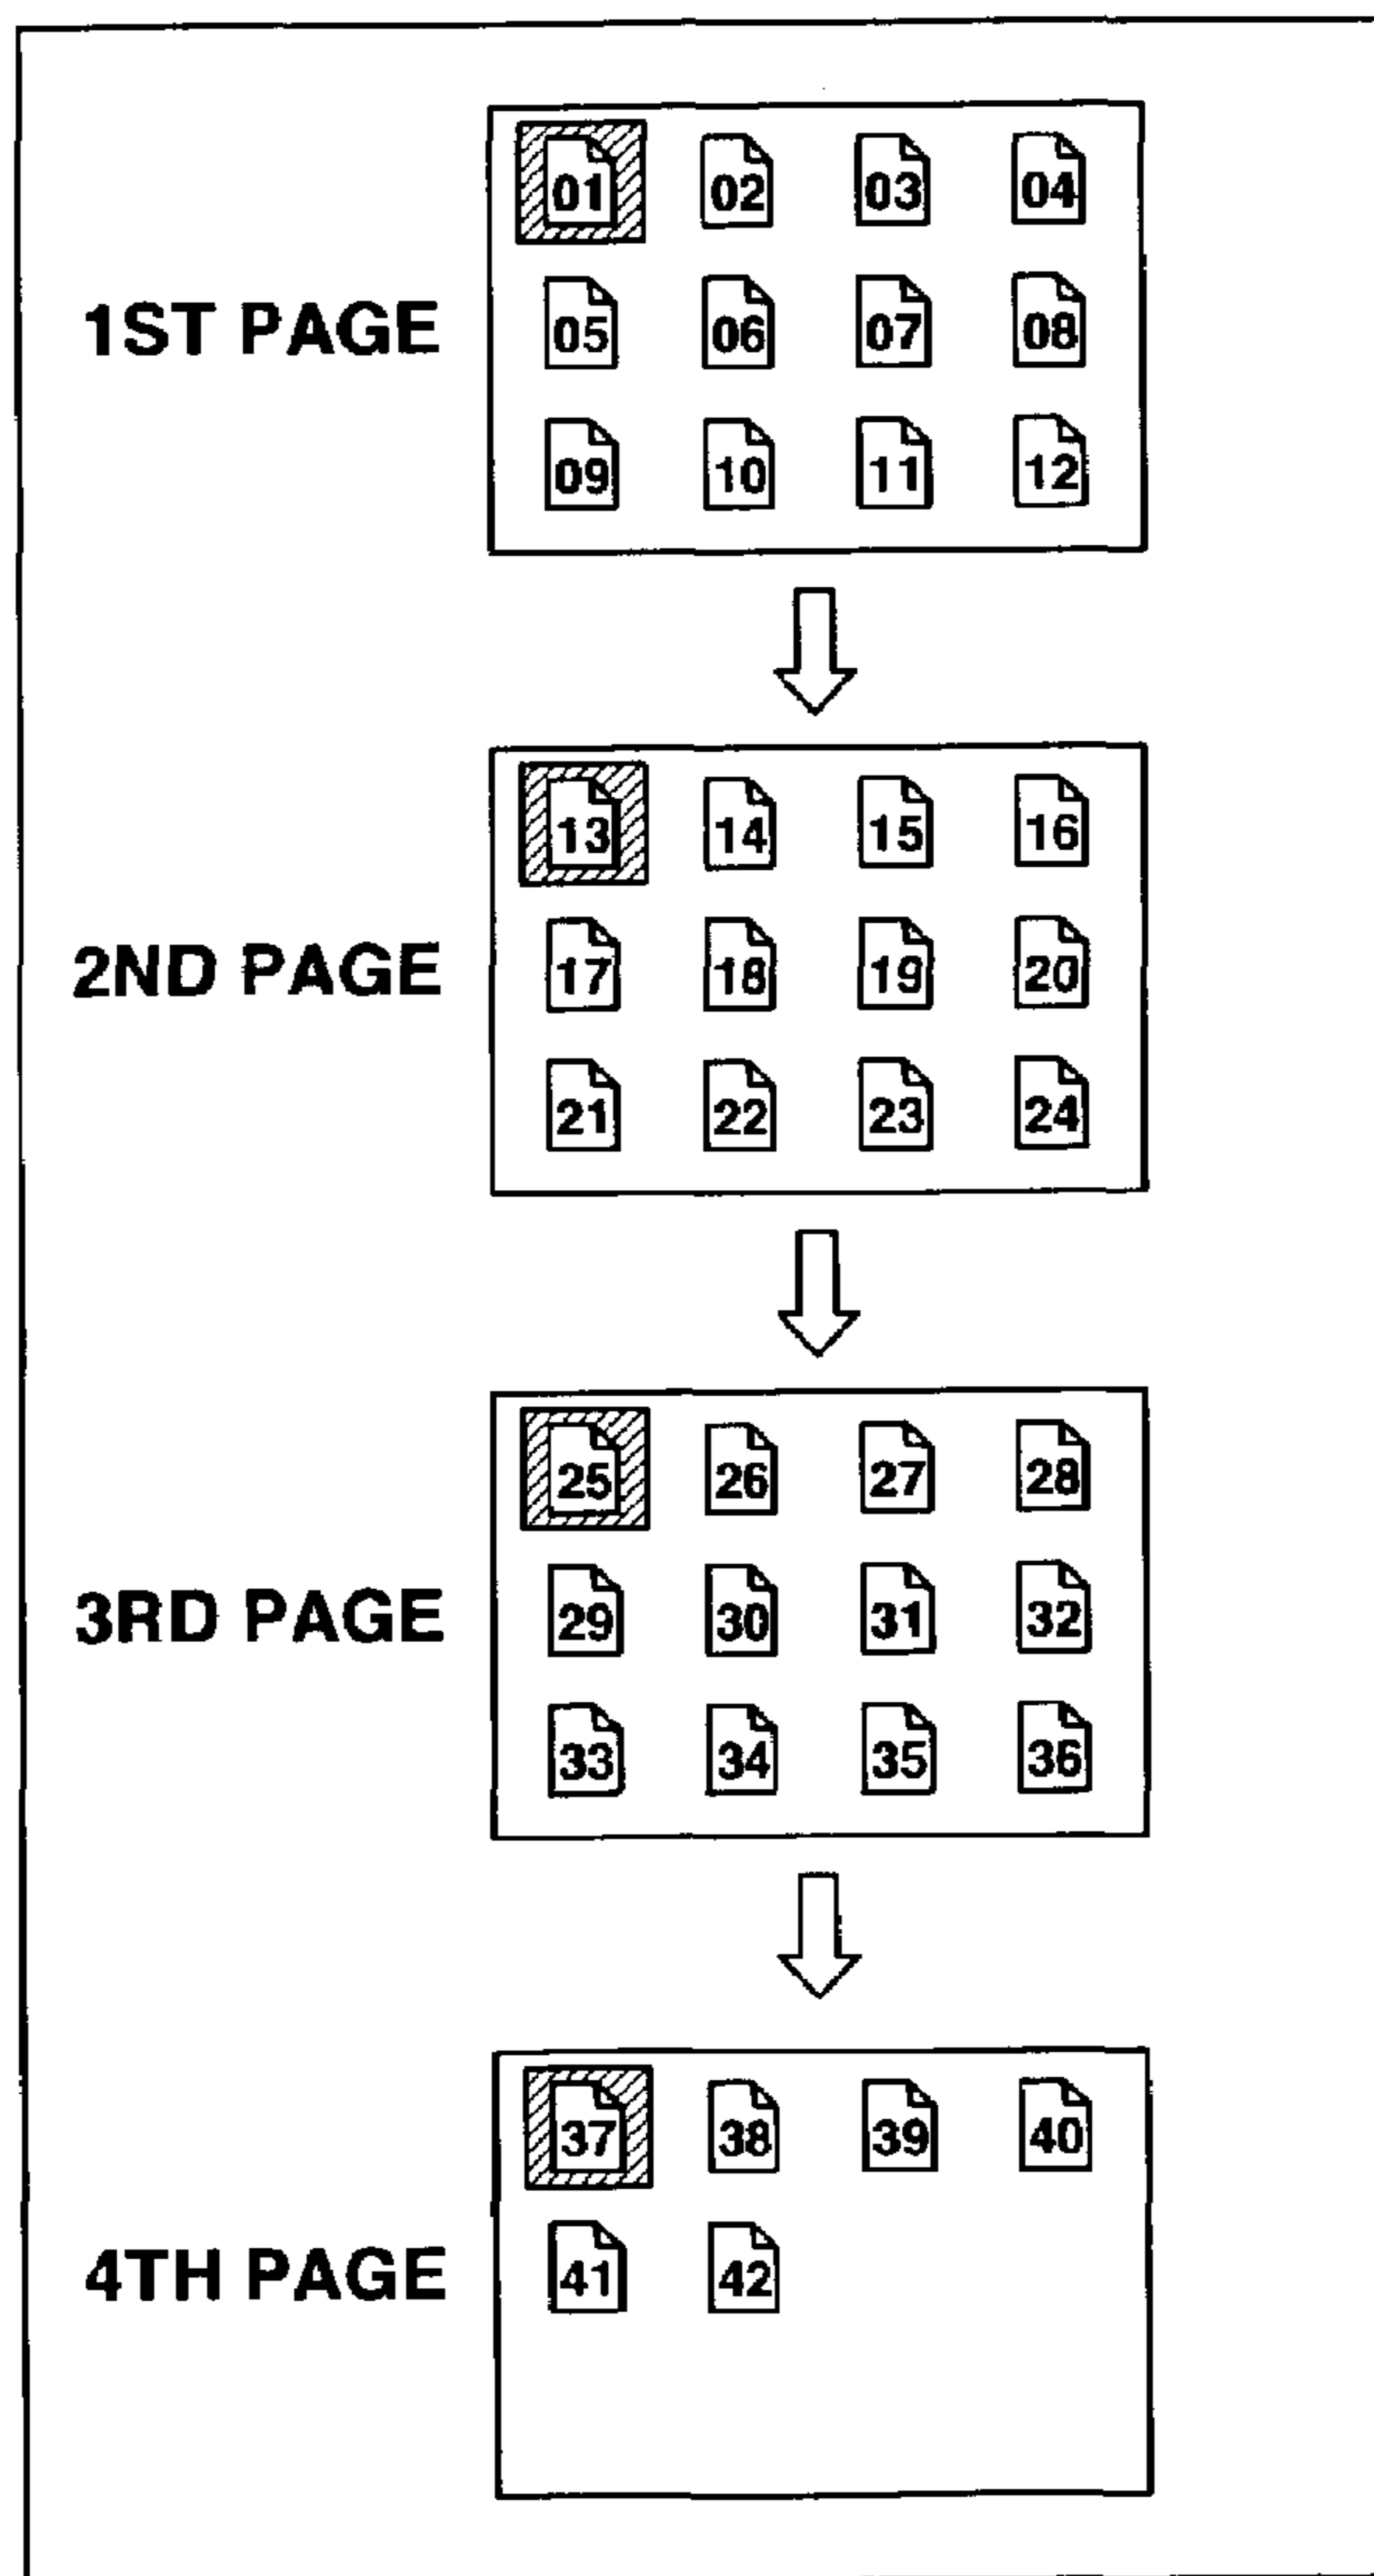 01 02 03 04
1ST PAGE 05 06 07 08
09 10 11 12
13 14 15 16
2ND PAGE 17 18 19 20
21 22 23 24
25 26 27 28
3RD PAGE 29 30 31 32
33 34 35 36
37 38 39 40
4TH PAGE 41 42